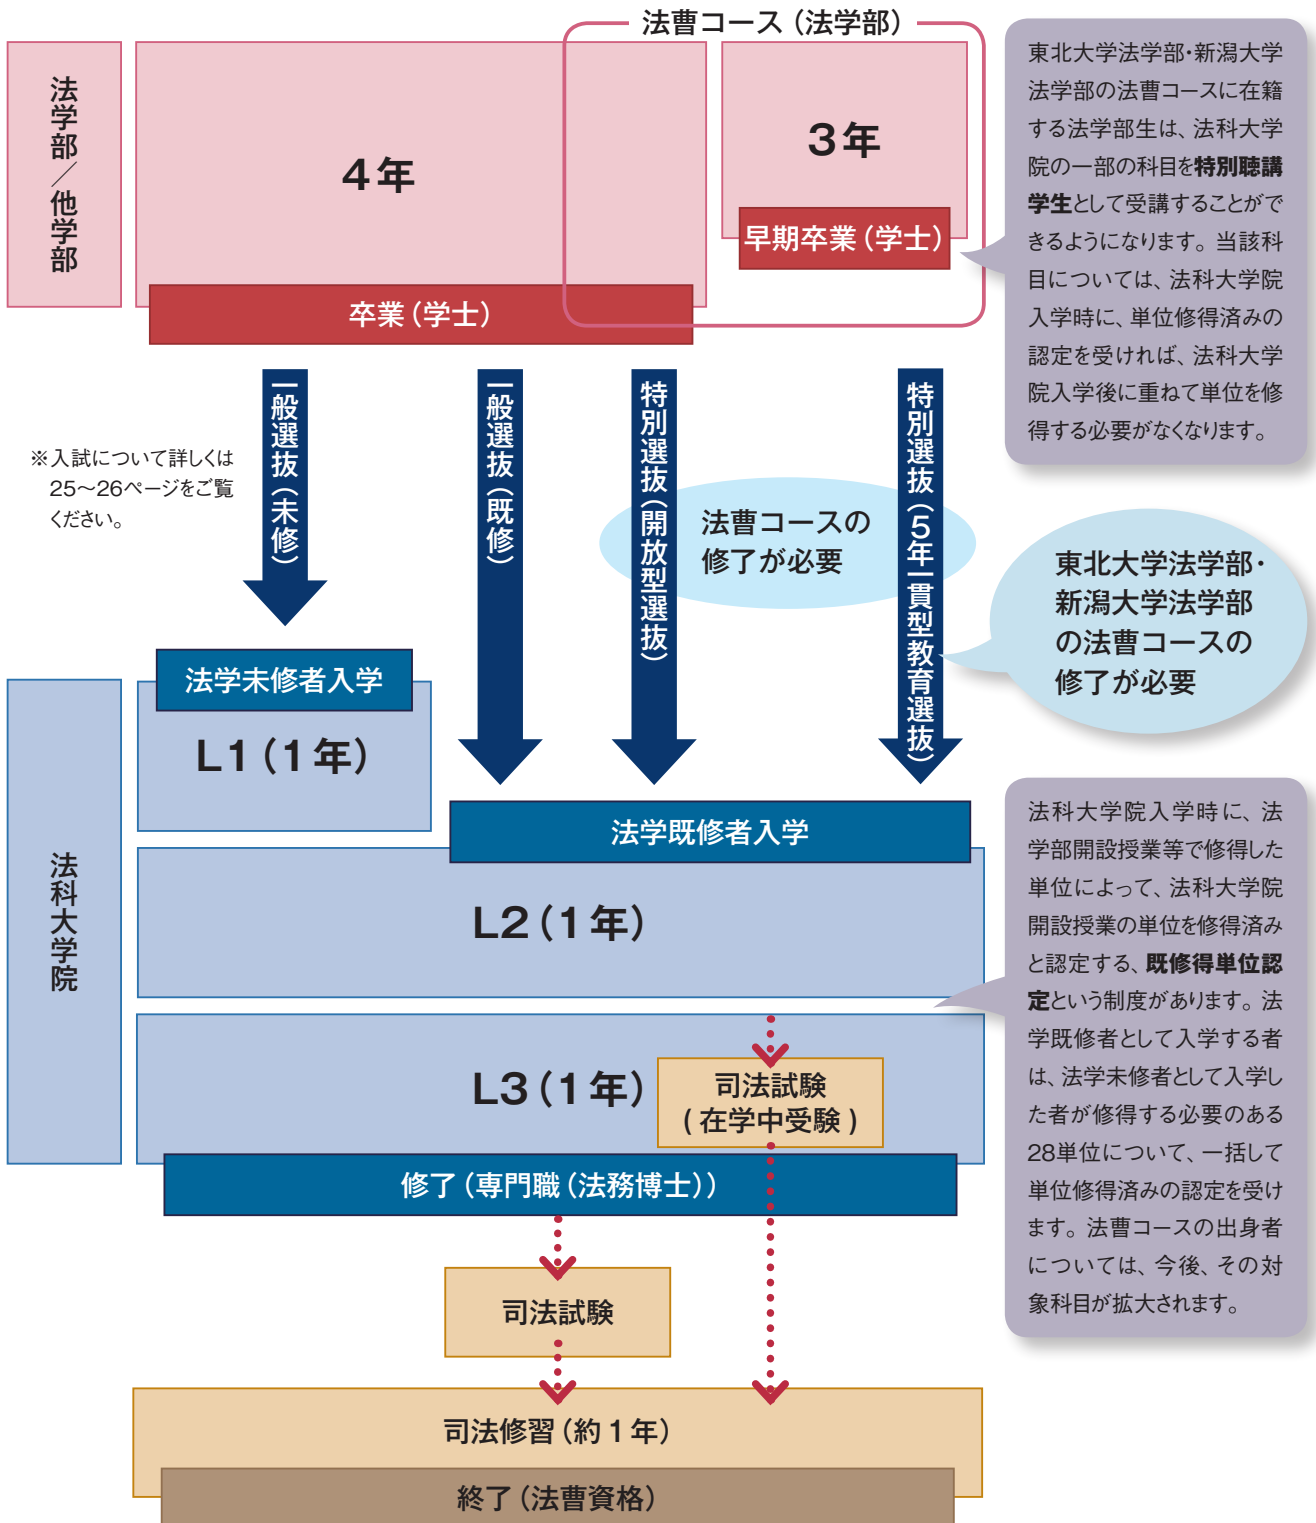 法曹コース（法学部）
法学部／他学部
4年
3年
早期卒業（学士）
卒業（学士）
東北大学法学部・新潟大学
法学部の法曹コースに在籍
する法学部生は、法科大学
院の一部の科目を特別聴講
学生として受講することがで
きるようになります。当該科
目については、法科大学院
入学時に、単位修得済みの
認定を受ければ、法科大学
院入学後に重ねて単位を修
得する必要がなくなります。
※入試について詳しくは
25～26ページをご覧
ください。
一般選抜（未修）
一般選抜（既修）
特別選抜（開放型選抜）
特別選抜（5年一貫型教育選抜）
法曹コースの
修了が必要
東北大学法学部・
新潟大学法学部
の法曹コースの
修了が必要
法科大学院
法学未修者入学
L1（1年）
法学既修者入学
L2（1年）
L3（1年）
司法試験
(在学中受験)
修了（専門職（法務博士））
法科大学院入学時に、法
学部開設授業等で修得した
単位によって、法科大学院
開設授業の単位を修得済み
と認定する、既修得単位認
定という制度があります。法
学既修者として入学する者
は、法学未修者として入学し
た者が修得する必要のある
28単位について、一括して
単位修得済みの認定を受け
ます。法曹コースの出身者
については、今後、その対
象科目が拡大されます。
司法試験
司法修習（約1年）
終了（法曹資格）